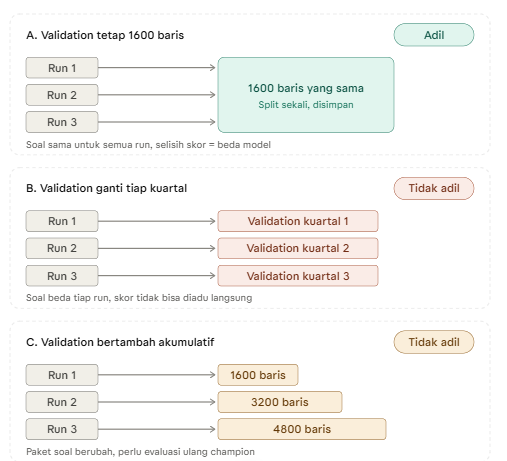 A. Validation tetap 1600 baris
Adil
Run 1
Run 2
Run 3
1600 baris yang sama
Split sekali, disimpan
Soal sama untuk semua run, selisih skor = beda model
B. Validation ganti tiap kuartal
Tidak adil
Run 1
Validation kuartal 1
Run 2
Validation kuartal 2
Run 3
Validation kuartal 3
Soal beda tiap run, skor tidak bisa diadu langsung
C. Validation bertambah akumulatif
Tidak adil
Run 1
1600 baris
Run 2
3200 baris
Run 3
4800 baris
Paket soal berubah, perlu evaluasi ulang champion